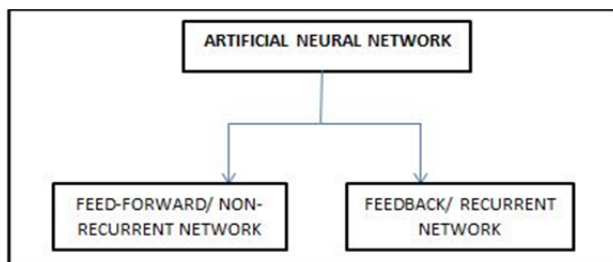 ARTIFICIAL NEURAL NETWORK
FEED-FORWARD/ NON-
RECURRENT NETWORK
FEEDBACK/ RECURRENT
NETWORK